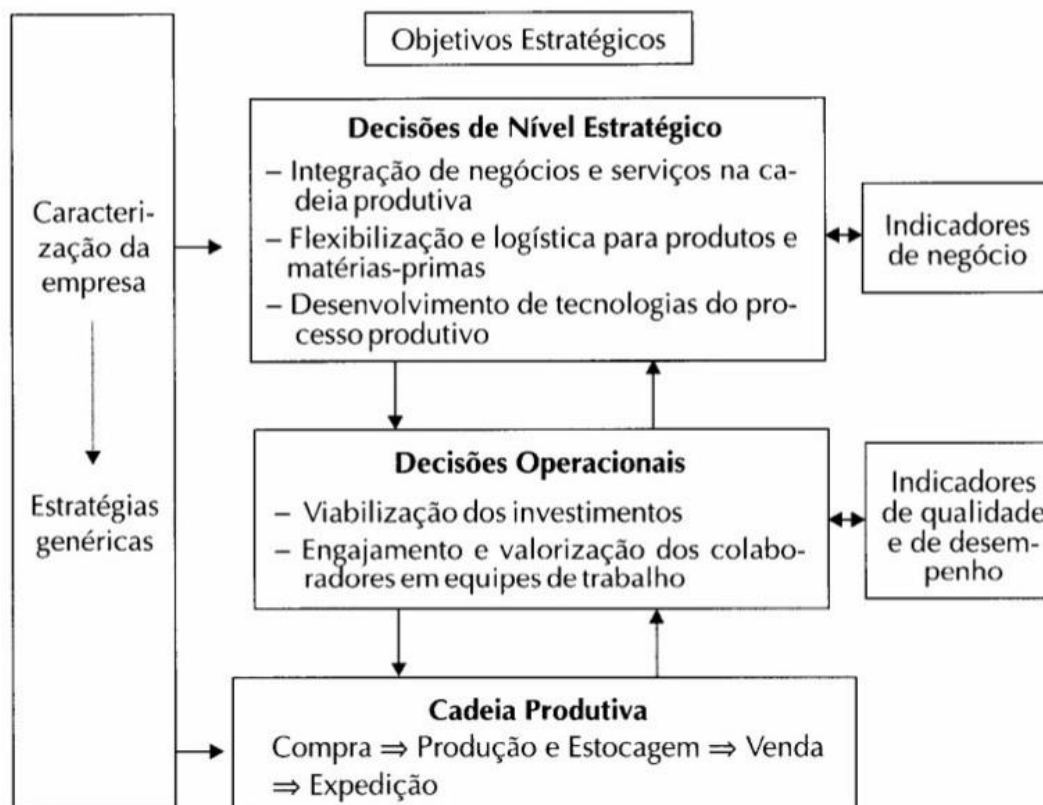 Objetivos Estratégicos
Caracteri-
zação da
empresa
Estratégias
genéricas
Decisões de Nível Estratégico
– Integração de negócios e serviços na ca-
deia produtiva
– Flexibilização e logística para produtos e
matérias-primas
– Desenvolvimento de tecnologias do pro-
cesso produtivo
Indicadores
de negócio
Decisões Operacionais
– Viabilização dos investimentos
– Engajamento e valorização dos colabo-
radores em equipes de trabalho
Indicadores
de qualidade
e de desem-
penho
Cadeia Produtiva
Compra ⇒ Produção e Estocagem ⇒ Venda
⇒ Expedição